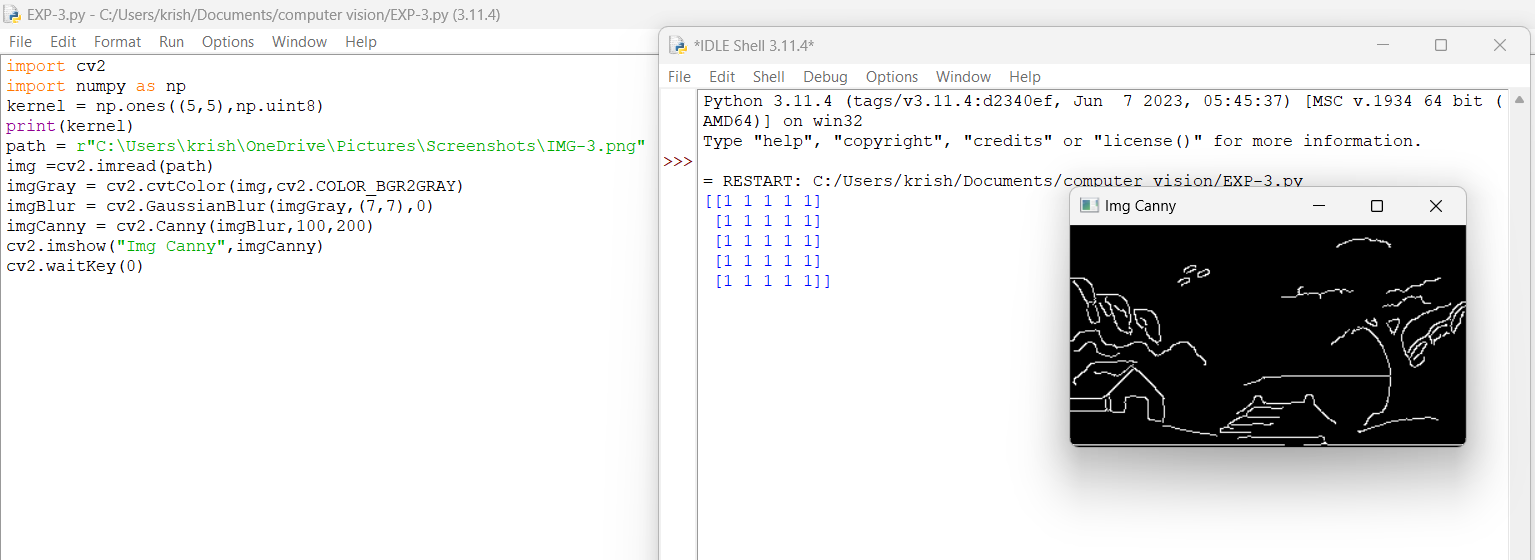 EXP-3.py - C:/Users/krish/Documents/computer vision/EXP-3.py (3.11.4)
File Edit Format Run Options Window Help
import cv2
import numpy as np
kernel = np.ones((5,5),np.uint8)
print(kernel)
path = r"C:\Users\krish\OneDrive\Pictures\Screenshots\IMG-3.png"
img =cv2.imread(path)
imgGray = cv2.cvtColor(img,cv2.COLOR_BGR2GRAY)
imgBlur = cv2.GaussianBlur(imgGray,(7,7),0)
imgCanny = cv2.Canny(imgBlur,100,200)
cv2.imshow("Img Canny",imgCanny)
cv2.waitKey(0)
*IDLE Shell 3.11.4*
File Edit Shell Debug Options Window Help
Python 3.11.4 (tags/v3.11.4:d2340ef, Jun  7 2023, 05:45:37) [MSC v.1934 64 bit (
AMD64)] on win32
Type "help", "copyright", "credits" or "license()" for more information.
>>>
= RESTART: C:/Users/krish/Documents/computer vision/EXP-3.py
[[1 1 1 1 1]
 [1 1 1 1 1]
 [1 1 1 1 1]
 [1 1 1 1 1]
 [1 1 1 1 1]]
Img Canny